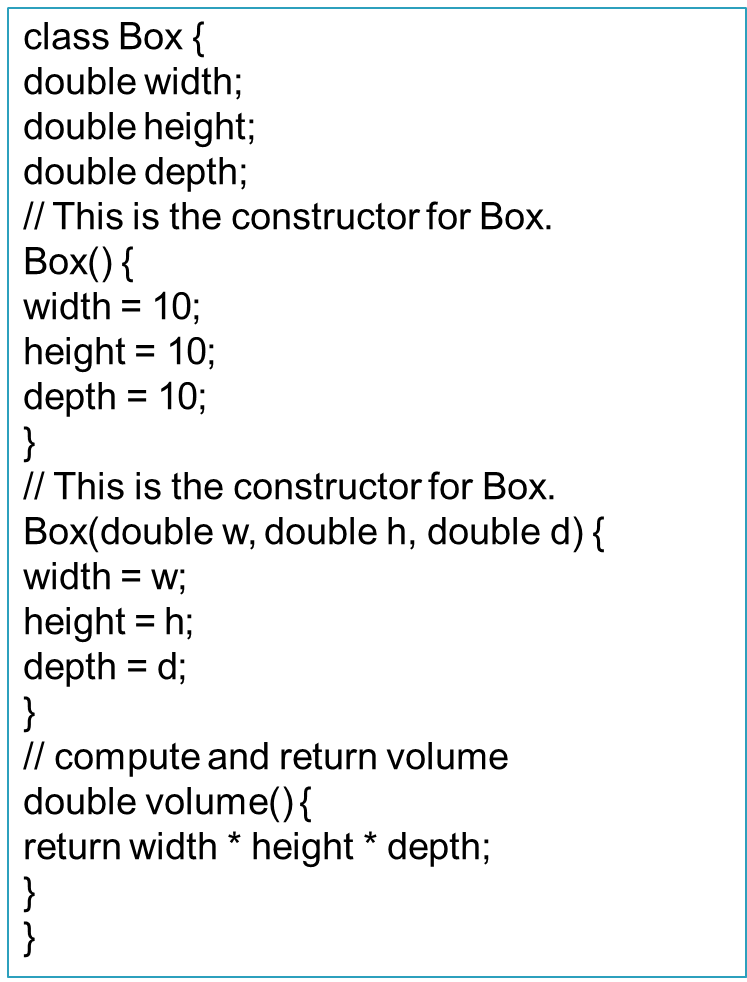 class Box {
double width;
double height;
double depth;
// This is the constructor for Box.
Box() {
width = 10;
height = 10;
depth = 10;
}
// This is the constructor for Box.
Box(double w, double h, double d) {
width = w;
height = h;
depth = d;
}
// compute and return volume
double volume() {
return width * height * depth;
}
}